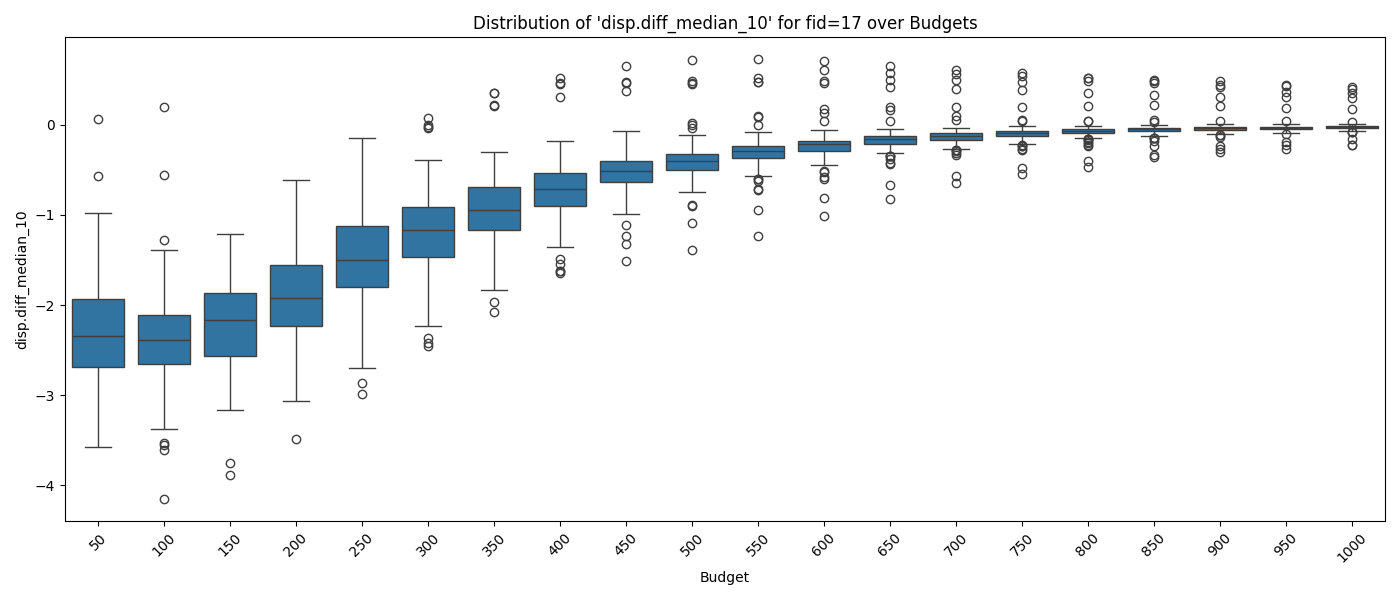 Distribution of 'disp.diff_median_10' for fid=17 over Budgets
disp.diff_median_10
0
−1
−2
−3
−4
50 100 150 200 250 300 350 400 450 500 550 600 650 700 750 800 850 900 950 1000
Budget